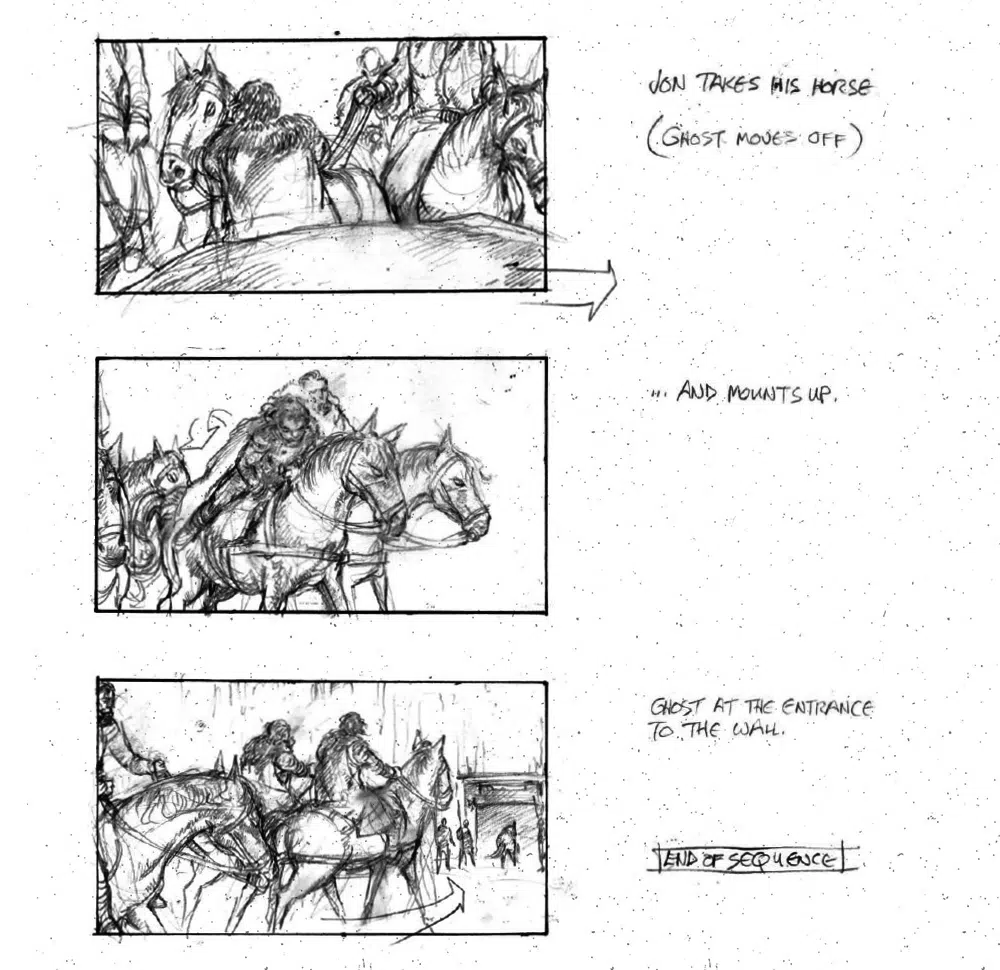 JON TAKES HIS HORSE
(GHOST MOVES OFF)
... AND MOUNTS UP.
GHOST AT THE ENTRANCE
TO THE WALL.
END OF SEQUENCE